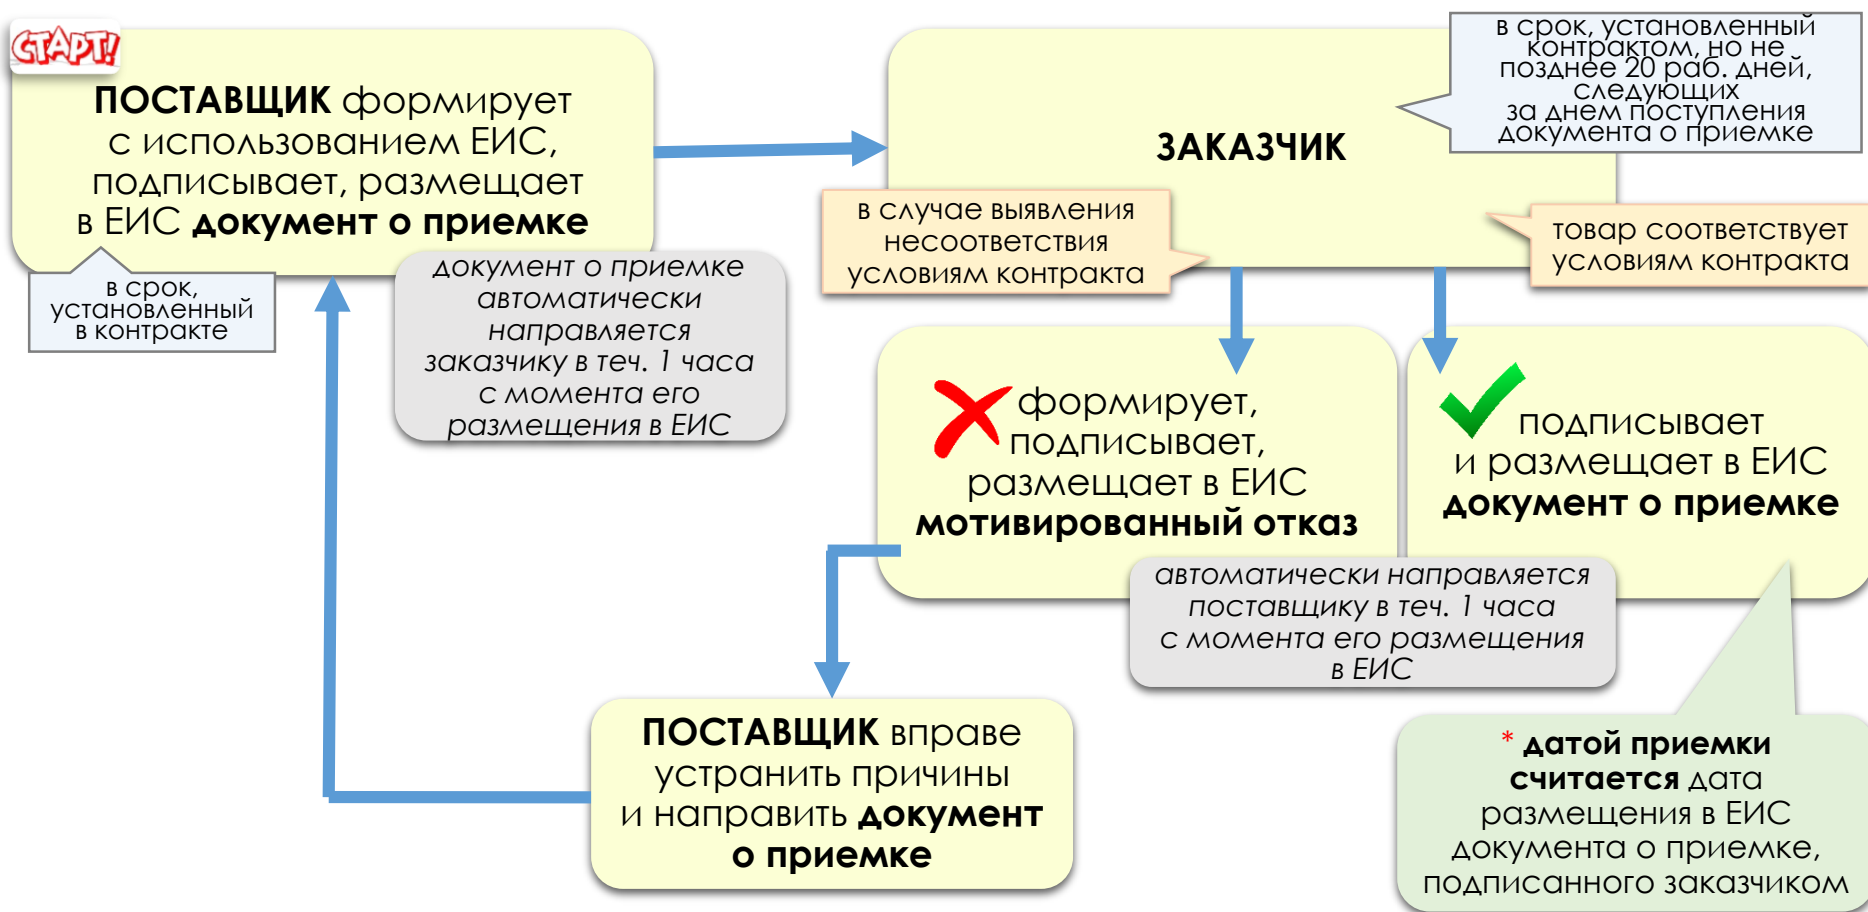 СТАРТ!
ПОСТАВЩИК формирует
с использованием ЕИС,
подписывает, размещает
в ЕИС документ о приемке
в срок,
установленный
в контракте
документ о приемке
автоматически
направляется
заказчику в теч. 1 часа
с момента его
размещения в ЕИС
ЗАКАЗЧИК
в срок, установленный
контрактом, но не
позднее 20 раб. дней,
следующих
за днем поступления
документа о приемке
в случае выявления
несоответствия
условиям контракта
товар соответствует
условиям контракта
формирует,
подписывает,
размещает в ЕИС
мотивированный отказ
подписывает
и размещает в ЕИС
документ о приемке
автоматически направляется
поставщику в теч. 1 часа
с момента его размещения
в ЕИС
ПОСТАВЩИК вправе
устранить причины
и направить документ
о приемке
* датой приемки
считается дата
размещения в ЕИС
документа о приемке,
подписанного заказчиком